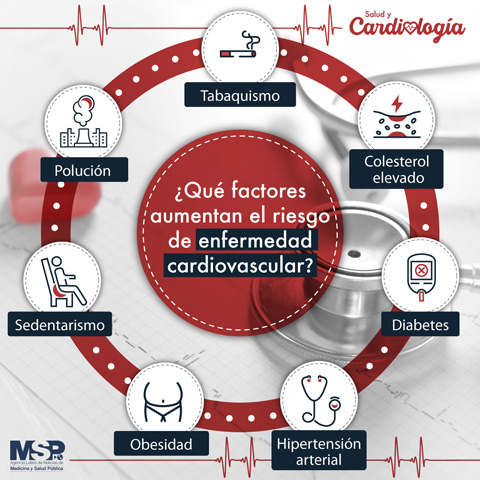 Salud y
Cardiología
Tabaquismo
Colesterol
elevado
Polución
¿Qué factores
aumentan el riesgo
de enfermedad
cardiovascular?
Sedentarismo
Diabetes
Obesidad
Hipertensión
arterial
MSP
Agencia Latina de Noticias de
Medicina y Salud Pública